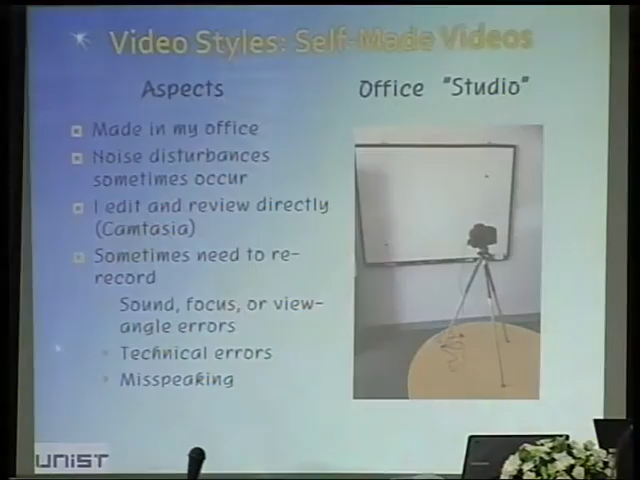 Video Styles: Self-Made Videos
Aspects
Made in my office
Noise disturbances
sometimes occur
I edit and review directly
(Camtasia)
Sometimes need to re-
record
Sound, focus, or view-
angle errors
Technical errors
Misspeaking
Office "Studio"
UNIST